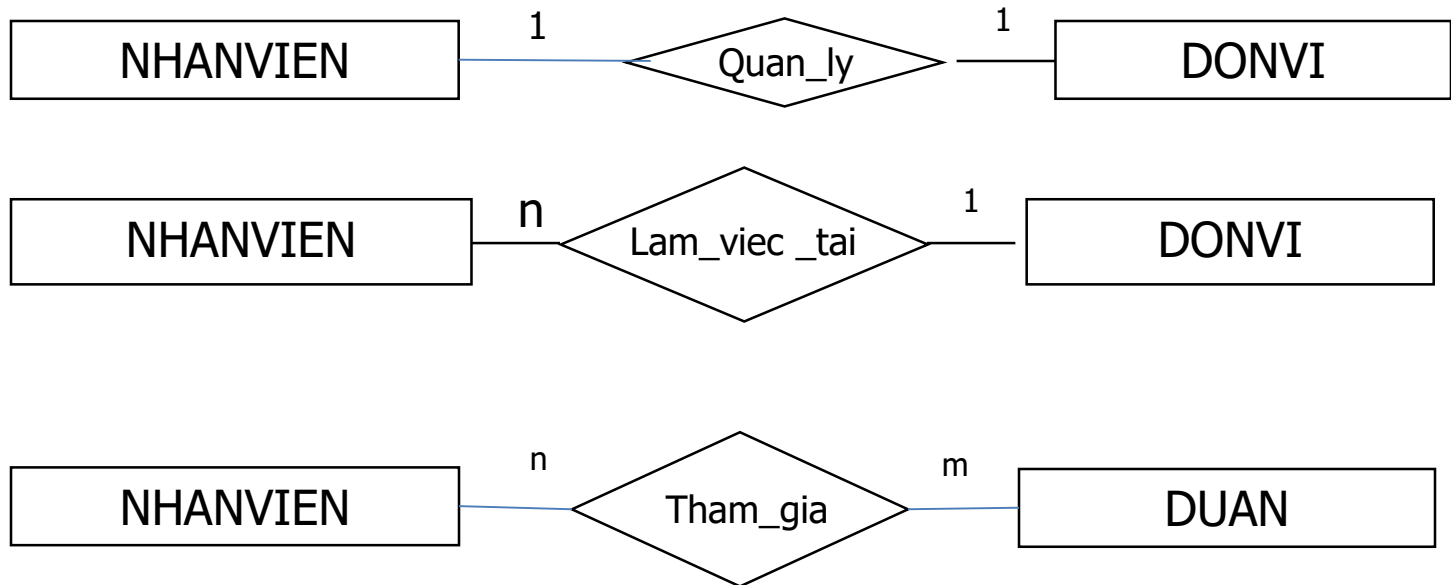 1 1
NHANVIEN Quan_ly DONVI
n 1
NHANVIEN Lam_viec _tai DONVI
n m
NHANVIEN Tham_gia DUAN